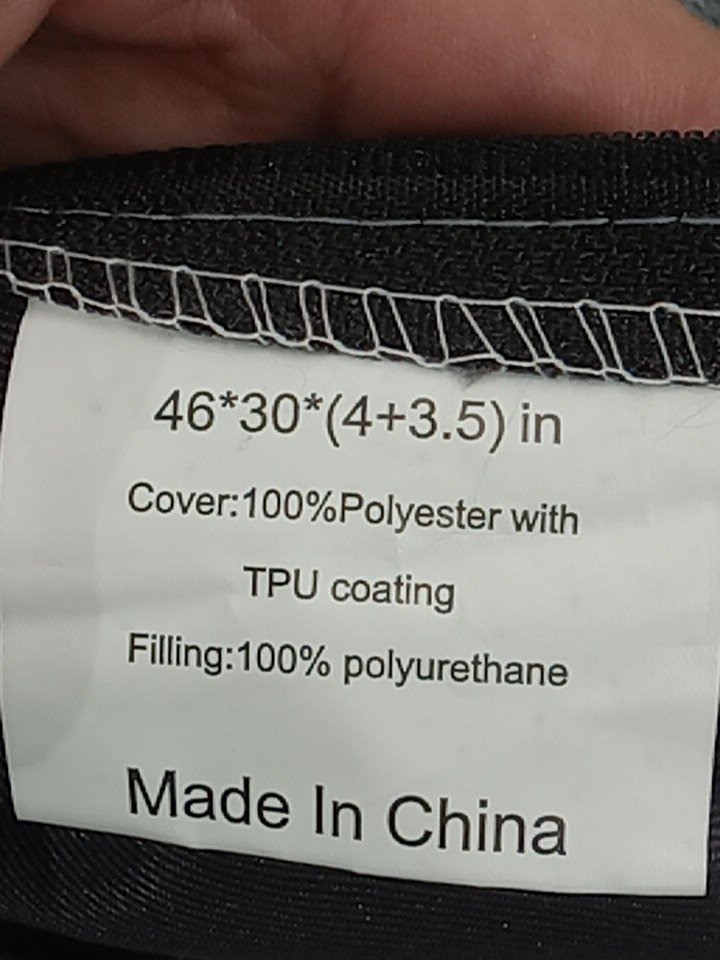 46*30*(4+3.5) in
Cover:100%Polyester with
TPU coating
Filling:100% polyurethane
Made In China